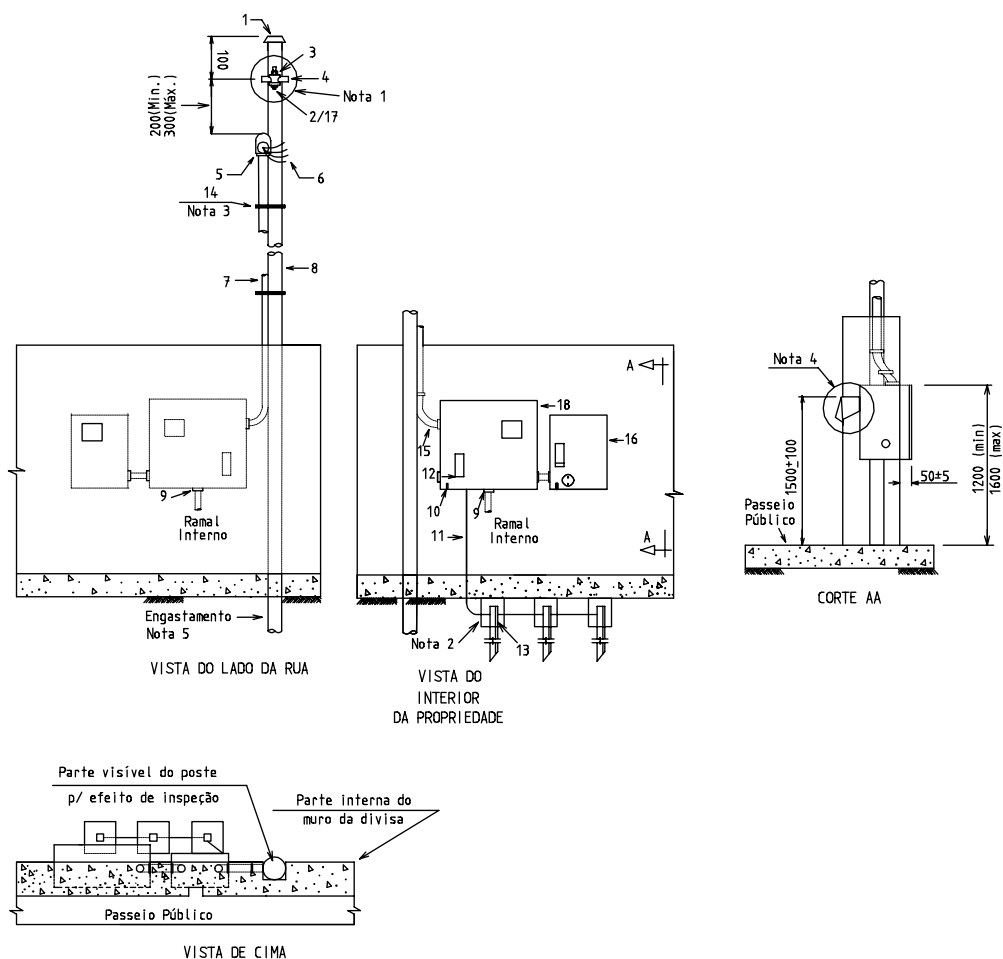 1
3
100
4
Nota 1
2/17
200(Min.)
300(Máx.)
5
6
14
Nota 3
7
8
9
Ramal
Interno
Engastamento
Nota 5
VISTA DO LADO DA RUA
A
18
16
15
12
10
9
11
Ramal
Interno
A
Nota 2
13
VISTA DO
INTERIOR
DA PROPRIEDADE
Nota 4
1500±100
50±5
1200 (min)
1600 (max)
Passeio
Público
CORTE AA
Parte visível do poste
p/ efeito de inspeção
Parte interna do
muro da divisa
Passeio Público
VISTA DE CIMA